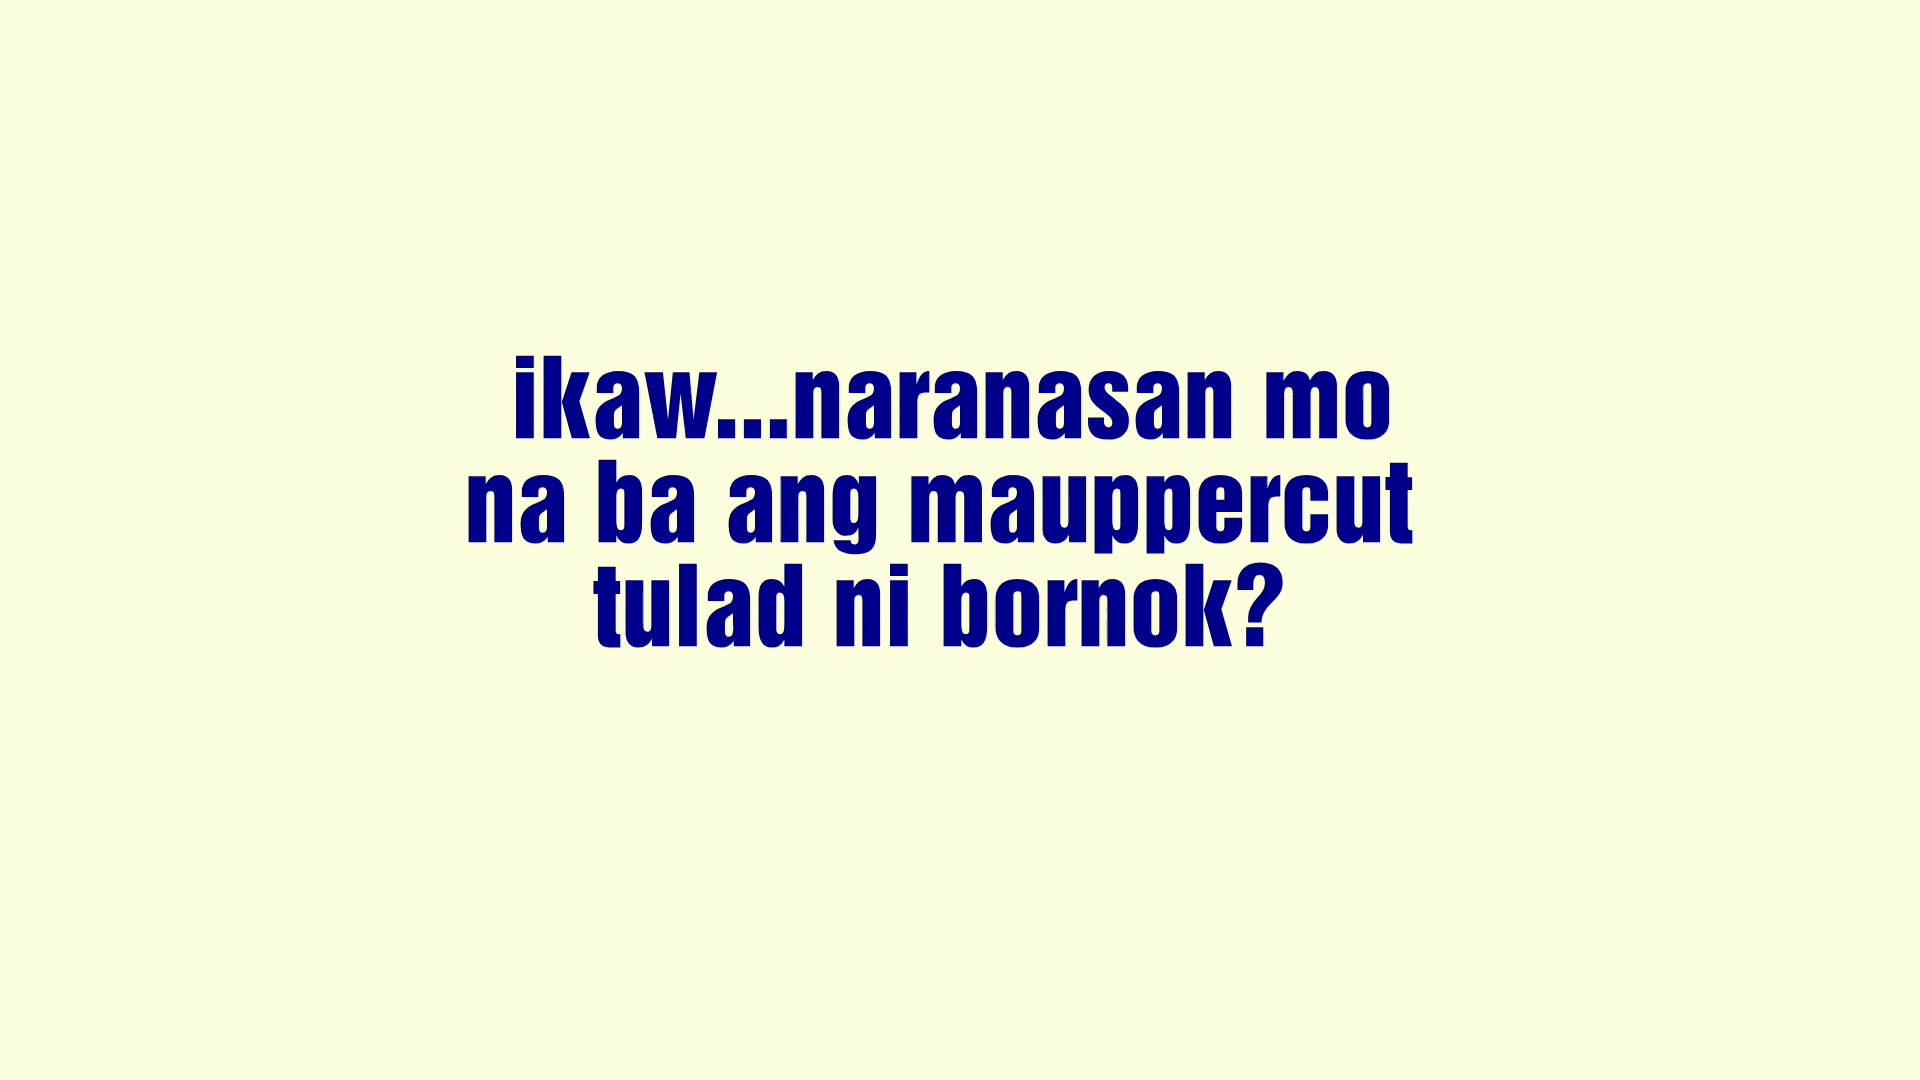 ikaw...naranasan mo
na ba ang mauppercut
tulad ni bornok?